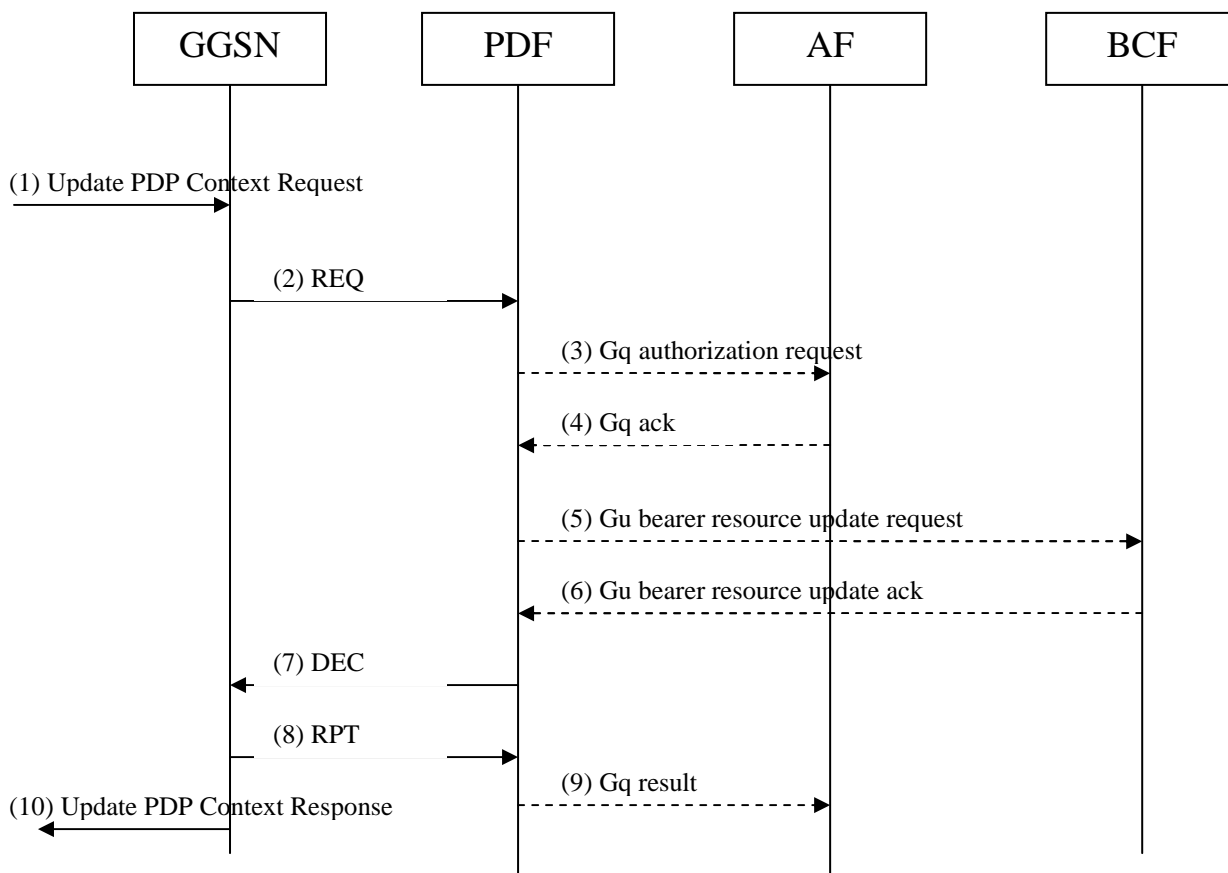 GGSN
PDF
AF
BCF
(1) Update PDP Context Request
(2) REQ
(3) Gq authorization request
(4) Gq ack
(5) Gu bearer resource update request
(6) Gu bearer resource update ack
(7) DEC
(8) RPT
(9) Gq result
(10) Update PDP Context Response